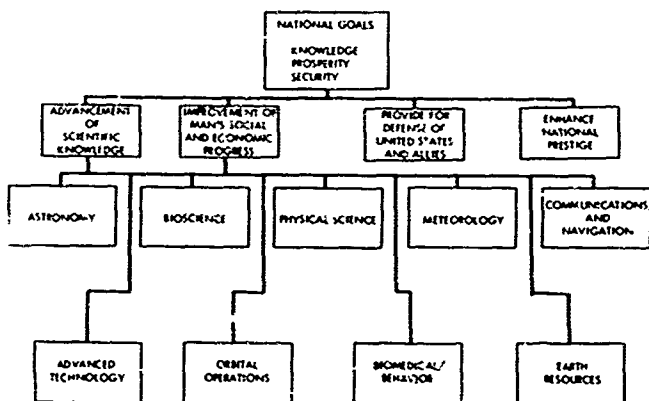 NATIONAL GOALS
KNOWLEDGE
PROSPERITY
SECURITY
ADVANCEMENT
OF
SCIENTIFIC
KNOWLEDGE
IMPROVEMENT OF
MAN'S SOCIAL
AND ECONOMIC
PROGRESS
PROVIDE FOR
DEFENSE OF
UNITED STATES
AND ALLIES
ENHANCE
NATIONAL
PRESTIGE
ASTRONOMY
BIOSCIENCE
PHYSICAL SCIENCE
METEOROLOGY
COMMUNICATIONS
AND
NAVIGATION
ADVANCED
TECHNOLOGY
ORBITAL
OPERATIONS
BIOMEDICAL/
BEHAVIOR
EARTH
RESOURCES